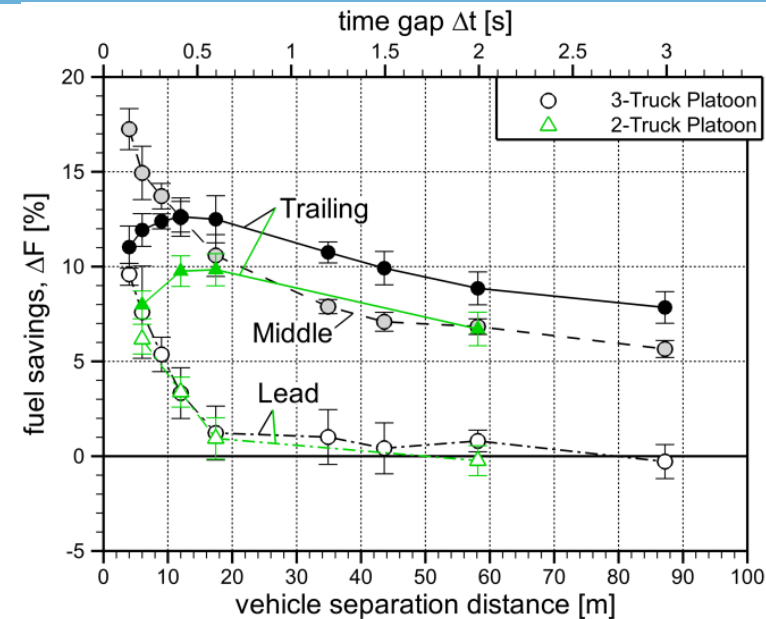 time gap Δt [s]
0 0.5 1 1.5 2 2.5 3
20
15
10
5
0
-5
fuel savings, ΔF [%]
3-Truck Platoon
2-Truck Platoon
Trailing
Middle
Lead
0 10 20 30 40 50 60 70 80 90 100
vehicle separation distance [m]